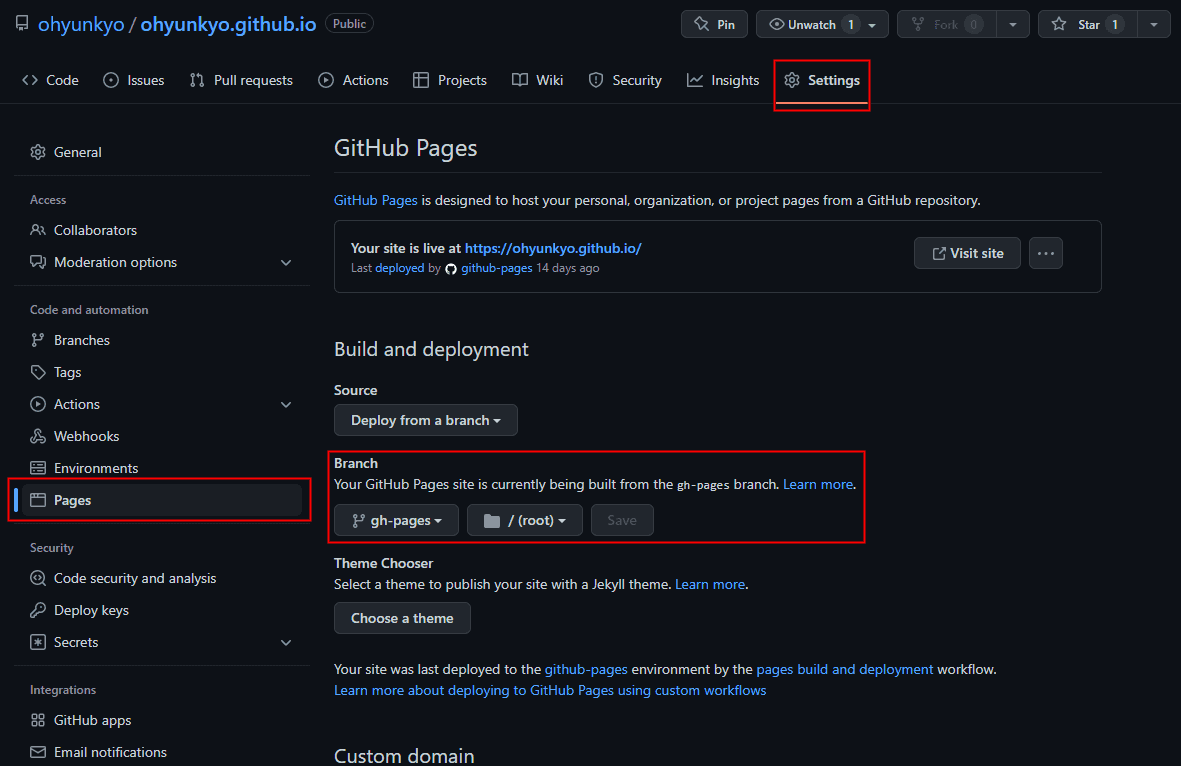 ohyunkyo / ohyunkyo.github.io Public Pin Unwatch 1 Fork 0 Star 1
Code Issues Pull requests Actions Projects Wiki Security Insights Settings
General
Access
Collaborators
Moderation options
Code and automation
Branches
Tags
Actions
Webhooks
Environments
Pages
Security
Code security and analysis
Deploy keys
Secrets
Integrations
GitHub apps
Email notifications
GitHub Pages
GitHub Pages is designed to host your personal, organization, or project pages from a GitHub repository.
Your site is live at https://ohyunkyo.github.io/
Last deployed by github-pages 14 days ago
Visit site
Build and deployment
Source
Deploy from a branch
Branch
Your GitHub Pages site is currently being built from the gh-pages branch. Learn more.
gh-pages / (root) Save
Theme Chooser
Select a theme to publish your site with a Jekyll theme. Learn more.
Choose a theme
Your site was last deployed to the github-pages environment by the pages build and deployment workflow.
Learn more about deploying to GitHub Pages using custom workflows
Custom domain